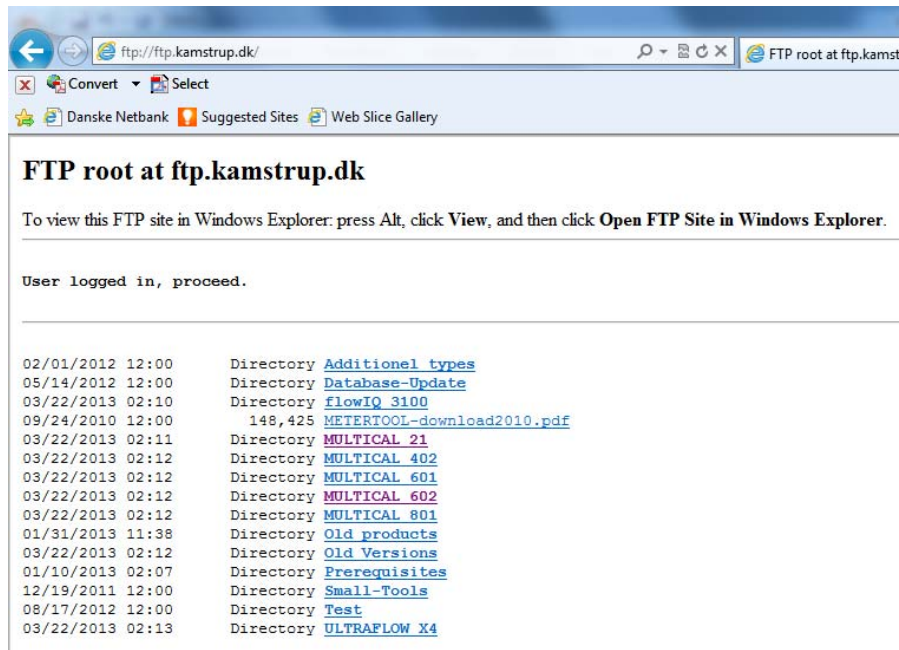 ftp://ftp.kamstrup.dk/
FTP root at ftp.kamst
Convert Select
Danske Netbank Suggested Sites Web Slice Gallery
FTP root at ftp.kamstrup.dk
To view this FTP site in Windows Explorer: press Alt, click View, and then click Open FTP Site in Windows Explorer.
User logged in, proceed.
02/01/2012 12:00 Directory Additionel types
05/14/2012 12:00 Directory Database-Update
03/22/2013 02:10 Directory flowIQ 3100
09/24/2010 12:00 148,425 METERTOOL-download2010.pdf
03/22/2013 02:11 Directory MULTICAL 21
03/22/2013 02:12 Directory MULTICAL 402
03/22/2013 02:12 Directory MULTICAL 601
03/22/2013 02:12 Directory MULTICAL 602
03/22/2013 02:12 Directory MULTICAL 801
01/31/2013 11:38 Directory Old products
03/22/2013 02:12 Directory Old Versions
01/10/2013 02:07 Directory Prerequisites
12/19/2011 12:00 Directory Small-Tools
08/17/2012 12:00 Directory Test
03/22/2013 02:13 Directory ULTRAFLOW X4